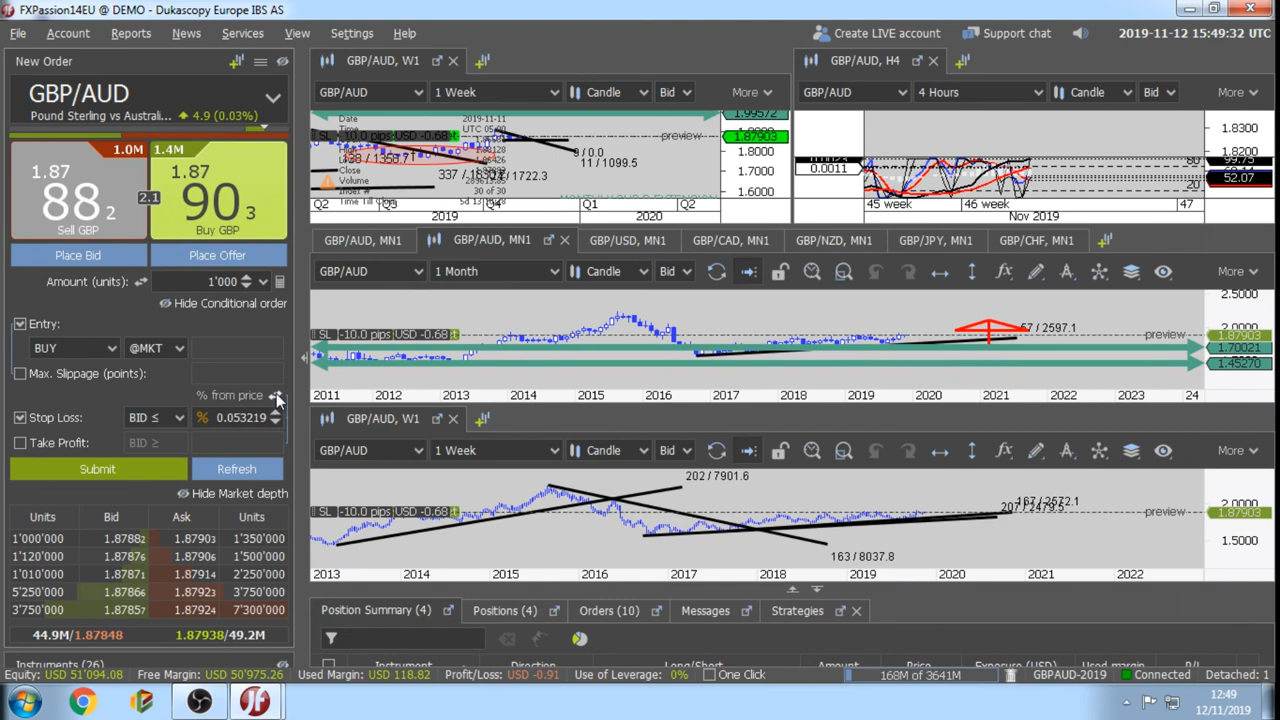 FXPassion14EU @ DEMO - Dukascopy Europe IBS AS
File Account Reports News Services View Settings Help
Create LIVE account Support chat 2019-11-12 15:49:32 UTC
New Order
GBP/AUD
Pound Sterling vs Australi... 4.9 (0.03%)
1.0M 1.4M
1.87 1.87
88 2 2.1 90 3
Sell GBP Buy GBP
Place Bid Place Offer
Amount (units): 1'000
Hide Conditional order
Entry:
BUY @MKT
Max. Slippage (points):
% from price
Stop Loss: BID ≤ % 0.053219
Take Profit: BID ≥
Submit Refresh
Hide Market depth
Units Bid Ask Units
1'000'000 1.87882 1.87903 1'350'000
1'120'000 1.87876 1.87906 1'500'000
1'010'000 1.87871 1.87914 2'250'000
5'250'000 1.87866 1.87923 3'750'000
3'750'000 1.87857 1.87924 7'300'000
44.9M/1.87848 1.87938/49.2M
Instruments (26)
GBP/AUD, W1
GBP/AUD 1 Week Candle Bid More
1.99572
Date 2019-11-11
SL -10.0 pips USD -0.68 preview 1.87903
9 / 0.0
11 / 1099.5
1.8000
Close
337 / 1830.2
1722.3
1.7000
Volume
Index # 30 of 30
1.6000
Time Till Close 5d 13
Q2 Q3 Q4 Q1 Q2
2019 2020
GBP/AUD, H4
GBP/AUD 4 Hours Candle Bid More
1.8300
1.8200
0.0011
80 99.75
52.07
20
45 week 46 week 47
Nov 2019
GBP/AUD, MN1 GBP/AUD, MN1 GBP/USD, MN1 GBP/CAD, MN1 GBP/NZD, MN1 GBP/JPY, MN1 GBP/CHF, MN1
GBP/AUD 1 Month Candle Bid More
2.5000
57 / 2597.1
2.0000
SL -10.0 pips USD -0.68 preview 1.87903
1.70021
1.45270
2011 2012 2013 2014 2015 2016 2017 2018 2019 2020 2021 2022 2023 24
GBP/AUD, W1
GBP/AUD 1 Week Candle Bid More
202 / 7901.6
167 / 2572.1
207 / 2479.5
2.0000
SL -10.0 pips USD -0.68 preview 1.87903
1.5000
163 / 8037.8
2013 2014 2015 2016 2017 2018 2019 2020 2021 2022
Position Summary (4) Positions (4) Orders (10) Messages Strategies
Instrument Direction Long/Short Amount Price Exposure (USD) Used margin P/L
Equity: USD 51'094.08 Free Margin: USD 50'975.26 Used Margin: USD 118.82 Profit/Loss: USD -0.91 Use of Leverage: 0% One Click 168M of 3641M GBPAUD-2019 Connected Detached: 1
12:49
12/11/2019